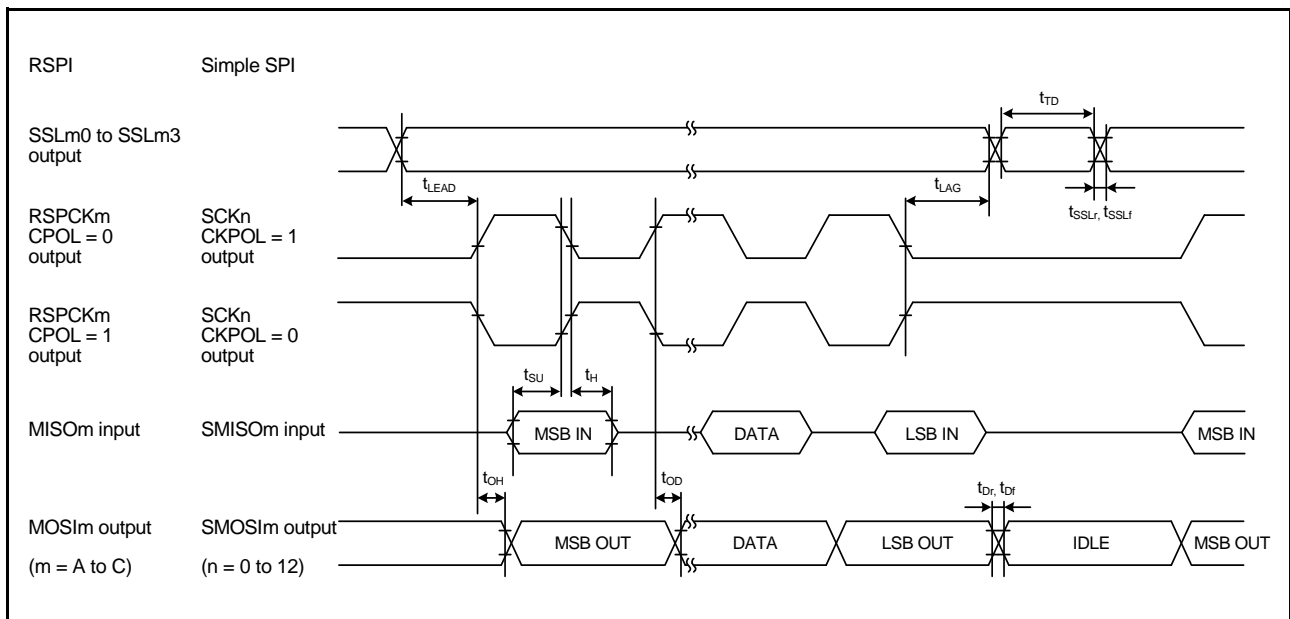 RSPI Simple SPI
tTD
SSLm0 to SSLm3
output
tLEAD tLAG
tSSLr, tSSLf
RSPCKm SCKn
CPOL = 0 CKPOL = 1
output output
RSPCKm SCKn
CPOL = 1 CKPOL = 0
output output
tSU tH
MISOm input SMISOm input MSB IN DATA LSB IN MSB IN
tOH tOD tDr, tDf
MOSIm output SMOSIm output MSB OUT DATA LSB OUT IDLE MSB OUT
(m = A to C) (n = 0 to 12)